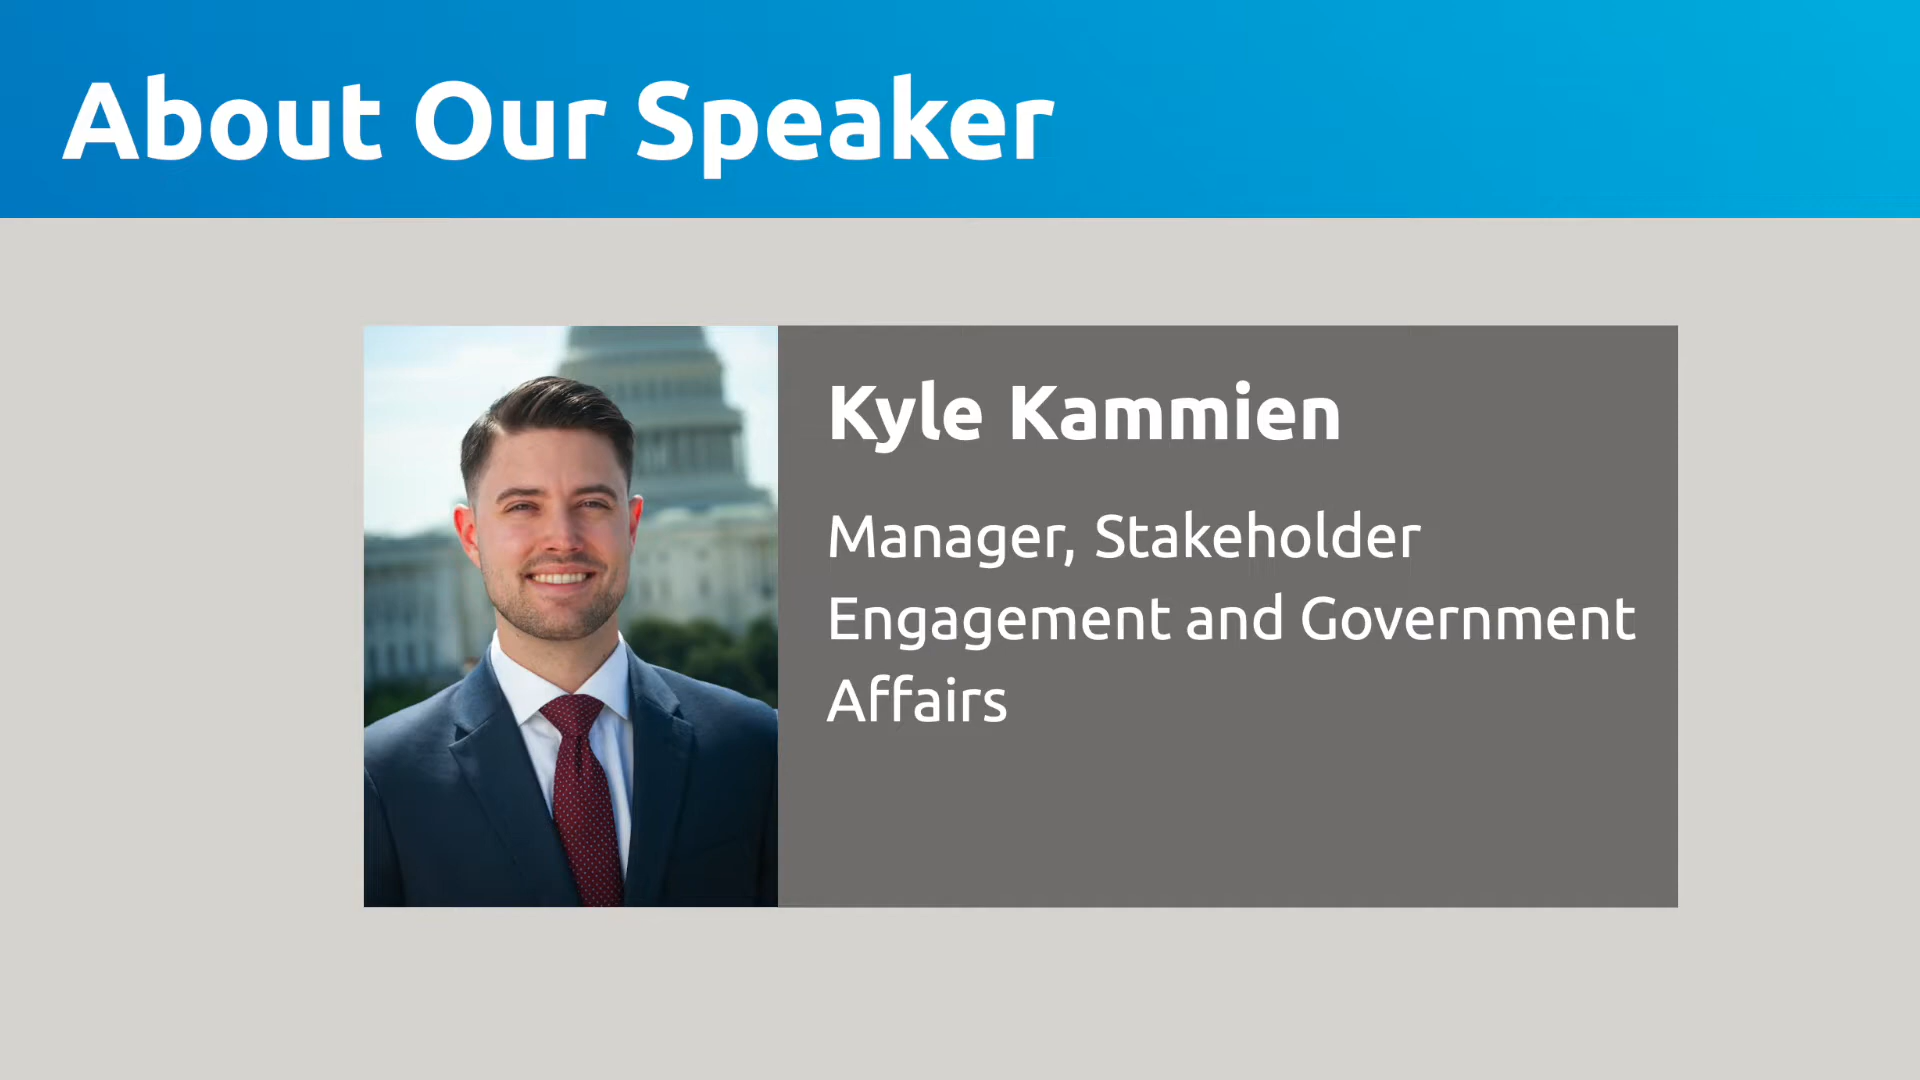 About Our Speaker
Kyle Kammien
Manager, Stakeholder
Engagement and Government
Affairs